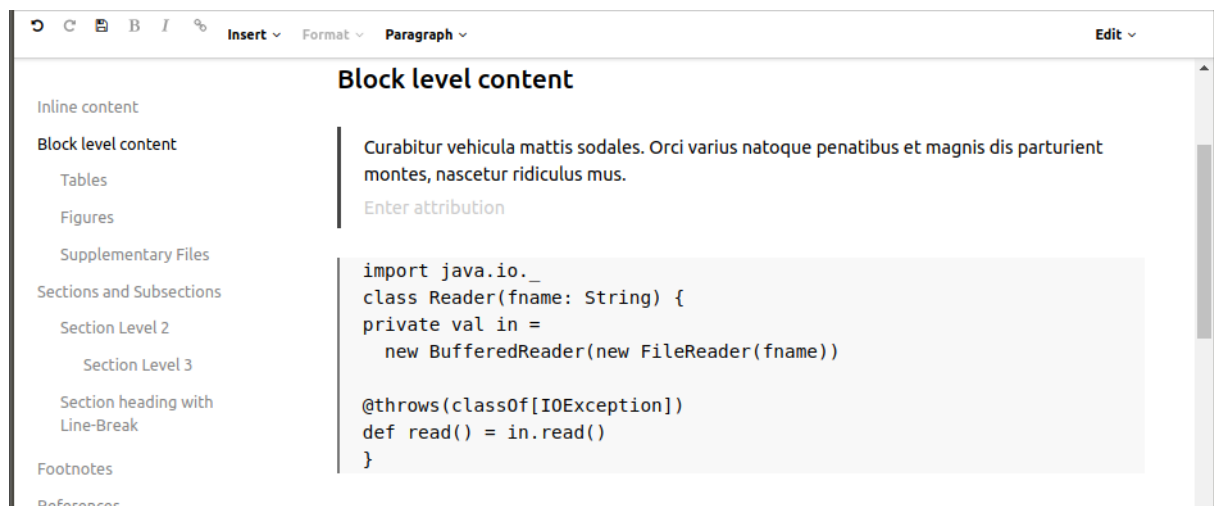 B I Insert Format Paragraph Edit
Inline content
Block level content
Tables
Figures
Supplementary Files
Sections and Subsections
Section Level 2
Section Level 3
Section heading with
Line-Break
Footnotes
References
Block level content
Curabitur vehicula mattis sodales. Orci varius natoque penatibus et magnis dis parturient
montes, nascetur ridiculus mus.
Enter attribution
import java.io._
class Reader(fname: String) {
private val in =
  new BufferedReader(new FileReader(fname))

@throws(classOf[IOException])
def read() = in.read()
}